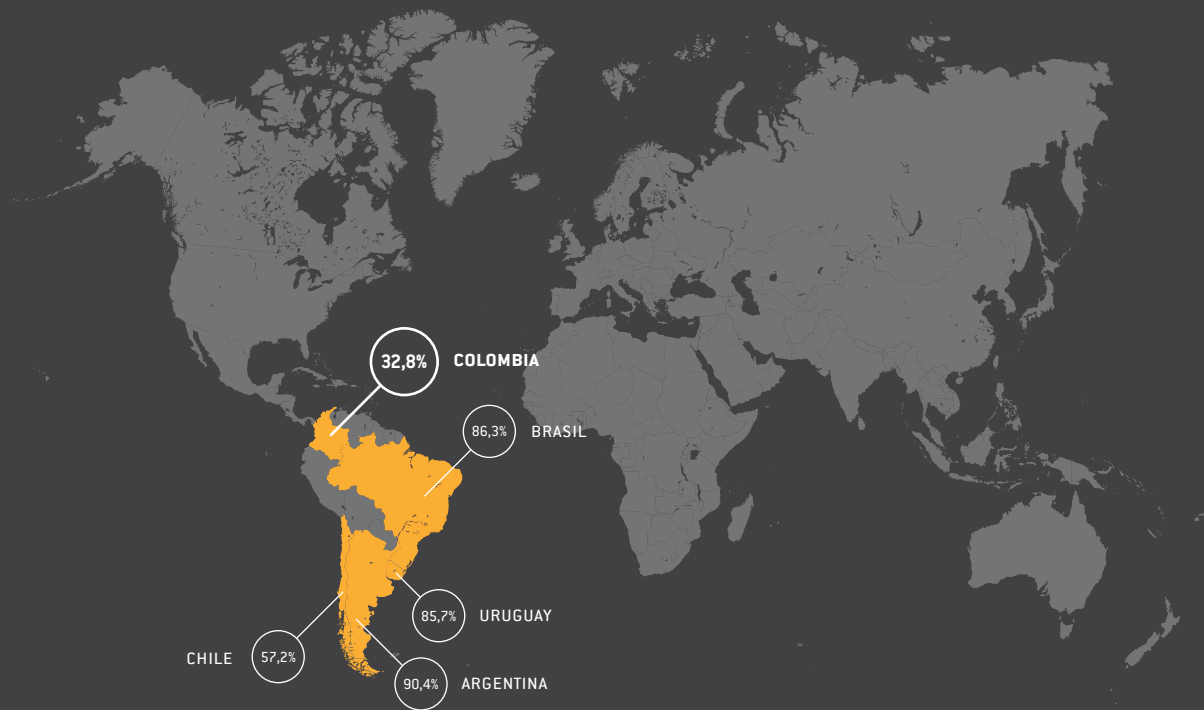 32,8% COLOMBIA
86,3% BRASIL
85,7% URUGUAY
CHILE 57,2%
90,4% ARGENTINA